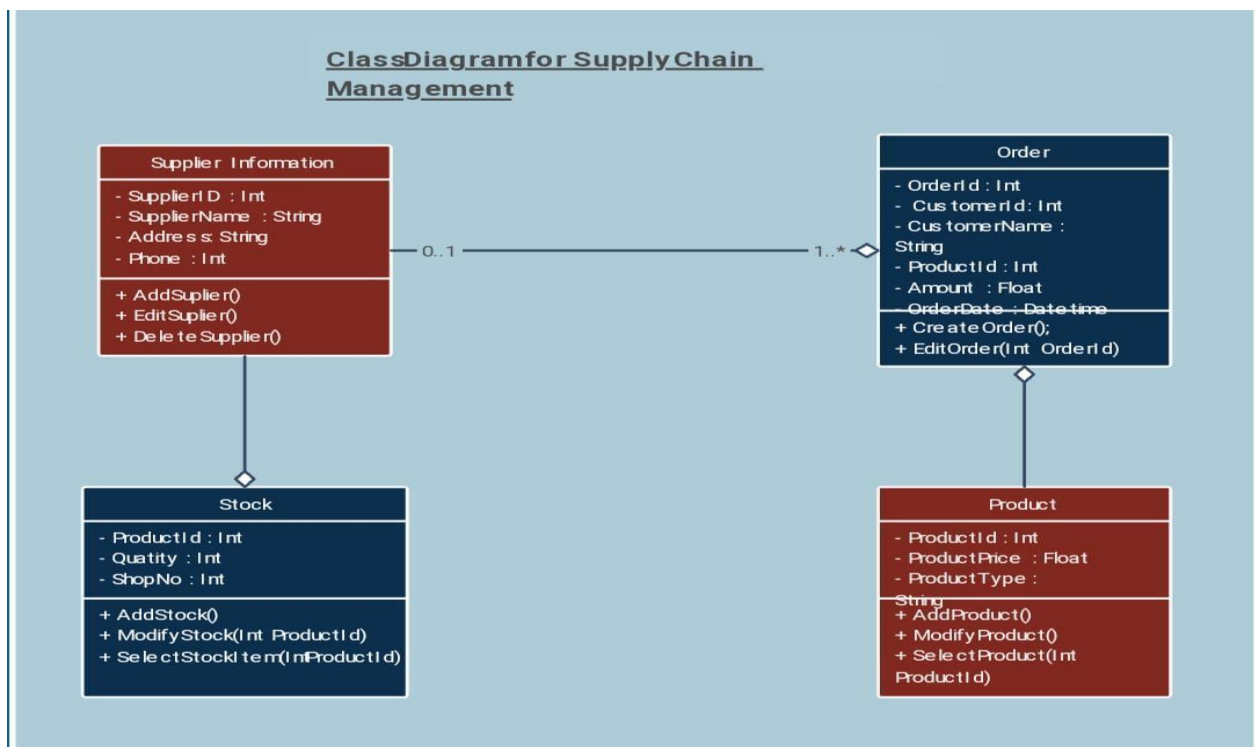 ClassDiagramfor SupplyChain
Management
Supplier Information
- SupplierID : Int
- SupplierName : String
- Address: String
- Phone : Int
+ AddSuplier()
+ EditSuplier()
+ DeleteSupplier()
0..1
1..*
Order
- OrderId : Int
- CustomerId: Int
- CustomerName :
String
- ProductId : Int
- Amount : Float
- OrderDate : Datetime
+ CreateOrder();
+ EditOrder(Int OrderId)
Stock
- ProductId : Int
- Quatity : Int
- ShopNo : Int
+ AddStock()
+ ModifyStock(Int ProductId)
+ SelectStockItem(IntProductId)
Product
- ProductId : Int
- ProductPrice : Float
- ProductType :
String
+ AddProduct()
+ ModifyProduct()
+ SelectProduct(Int
ProductId)